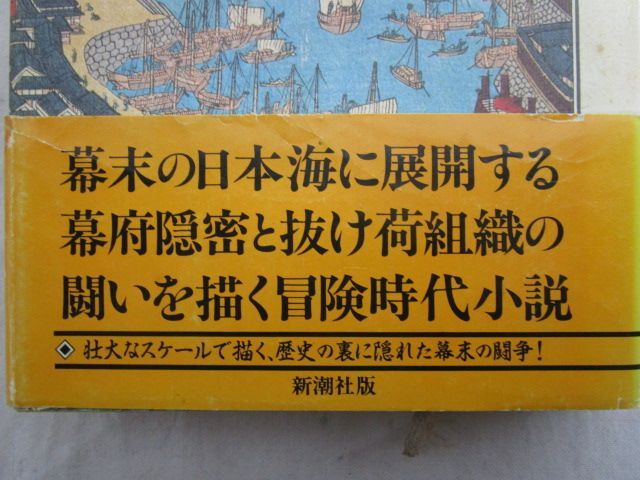 幕末の日本海に展開する
幕府隠密と抜け荷組織の
闘いを描く冒険時代小説
壮大なスケールで描く、歴史の裏に隠れた幕末の闘争!
新潮社版